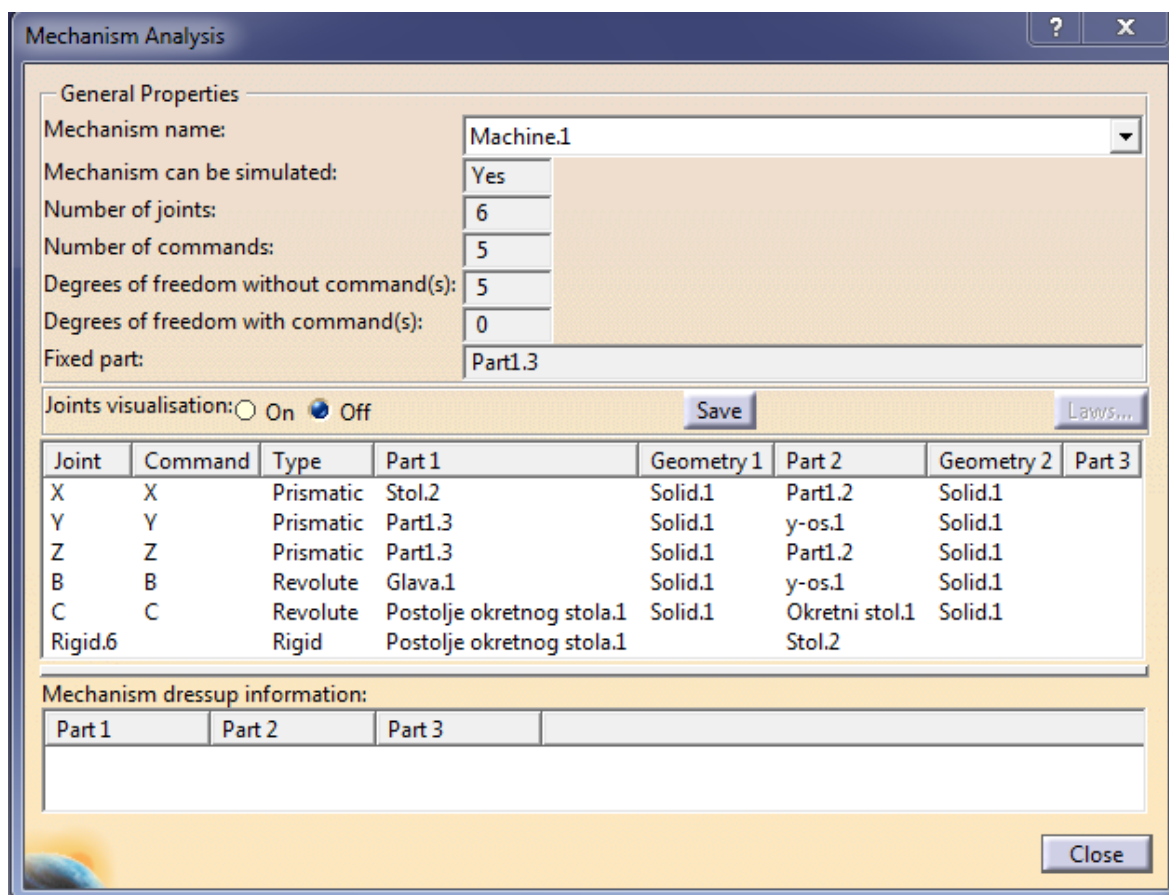 Mechanism Analysis
? X
General Properties
Mechanism name: Machine.1
Mechanism can be simulated: Yes
Number of joints: 6
Number of commands: 5
Degrees of freedom without command(s): 5
Degrees of freedom with command(s): 0
Fixed part: Part1.3
Joints visualisation: On Off Save Laws...
Joint Command Type Part 1 Geometry 1 Part 2 Geometry 2 Part 3
X X Prismatic Stol.2 Solid.1 Part1.2 Solid.1
Y Y Prismatic Part1.3 Solid.1 y-os.1 Solid.1
Z Z Prismatic Part1.3 Solid.1 Part1.2 Solid.1
B B Revolute Glava.1 Solid.1 y-os.1 Solid.1
C C Revolute Postolje okretnog stola.1 Solid.1 Okretni stol.1 Solid.1
Rigid.6 Rigid Postolje okretnog stola.1 Stol.2
Mechanism dressup information:
Part 1 Part 2 Part 3
Close